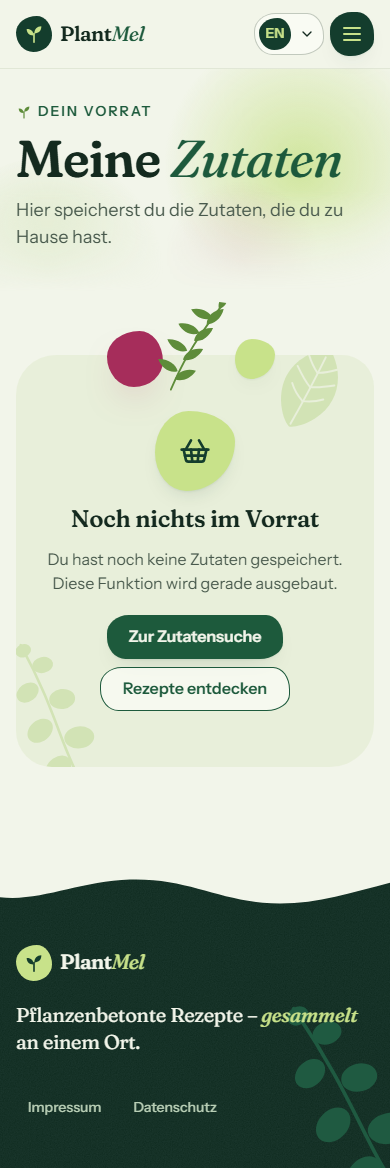 PlantMel
EN
DEIN VORRAT
Meine Zutaten
Hier speicherst du die Zutaten, die du zu
Hause hast.
Noch nichts im Vorrat
Du hast noch keine Zutaten gespeichert.
Diese Funktion wird gerade ausgebaut.
Zur Zutatensuche
Rezepte entdecken
PlantMel
Pflanzenbetonte Rezepte – gesammelt
an einem Ort.
Impressum Datenschutz